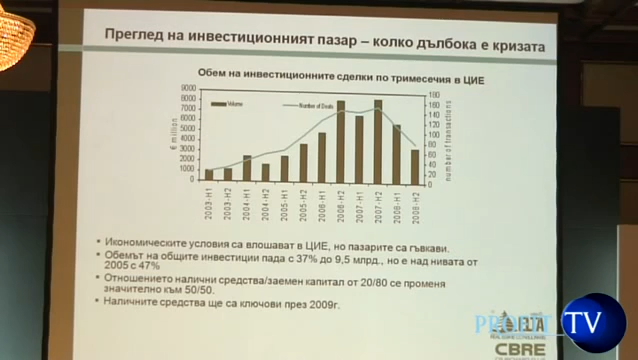 Преглед на инвестиционният пазар – колко дълбока е кризата
Обем на инвестиционните сделки по тримесечия в ЦИЕ
9000
8000
7000
6000
5000
4000
3000
2000
1000
0
€ million
Volume
Number of Deals
180
160
140
120
100
80
60
40
20
0
number of transactions
2003-H1
2003-H2
2004-H1
2004-H2
2005-H1
2005-H2
2006-H1
2006-H2
2007-H1
2007-H2
2008-H1
2008-H2
• Икономическите условия са влошават в ЦИЕ, но пазарите са гъвкави.
• Обемът на общите инвестиции пада с 37% до 9,5 млрд., но е над нивата от
2005 с 47%
• Отношението налични средства/заемен капитал от 20/80 се променя
значително към 50/50.
• Наличните средства ще са ключови през 2009г.
PROFIT TV
CBRE